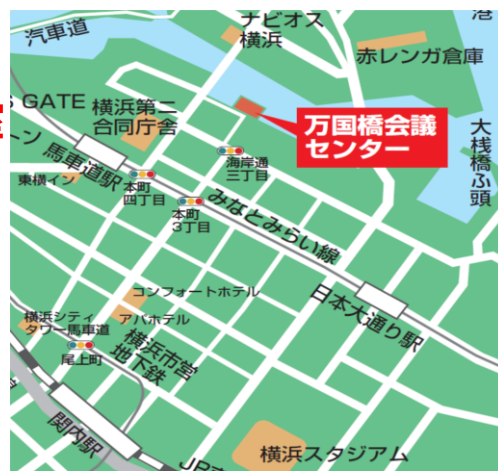 ナビオス
横浜
港
汽車道
赤レンガ倉庫
GATE
横浜第二
合同庁舎
万国橋会議
センター
大桟橋ふ頭
ーン
馬車道駅
海岸通
三丁目
東横イン
本町
四丁目
本町
3丁目
みなとみらい線
コンフォートホテル
日本大通り駅
横浜シティ
タワー馬車道
アパホテル
尾上町
横浜市営
地下鉄
関内駅
横浜スタジアム
JR